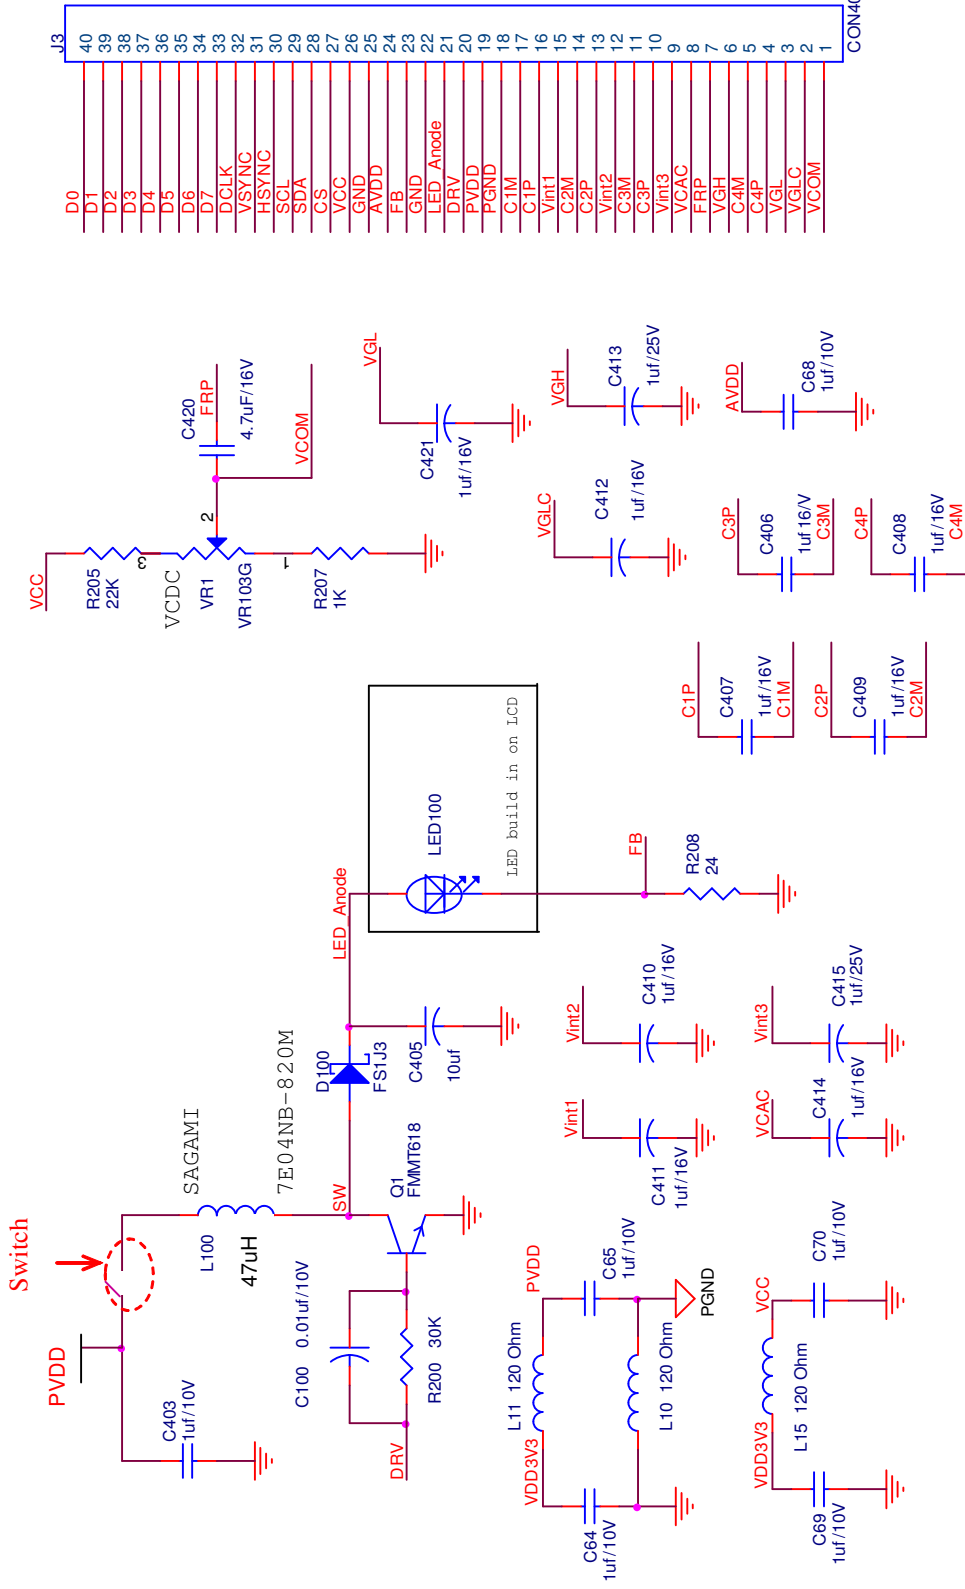 Switch
PVDD
C403
1uf/10V
SAGAMI
L100
47uH
7E04NB-820M
SW
Q1
FMMT618
C100 0.01uf/10V
R200 30K
DRV
D100
FS1J3
C405
10uf
LED_Anode
LED100
LED build in on LCD
FB
R208
24
VCC
R205
22K
3
VCDC
VR1
VR103G
2
1
R207
1K
C420
FRP
4.7uF/16V
VCOM
VGL
C421
1uf/16V
VGLC
C412
1uf/16V
VGH
C413
1uf/25V
AVDD
C68
1uf/10V
C3P
C406
1uf16/V
C3M
C4P
C408
1uf/16V
C4M
C1P
C407
1uf/16V
C1M
C2P
C409
1uf/16V
C2M
Vint2
C410
1uf/16V
Vint3
C415
1uf/25V
Vint1
C411
1uf/16V
VCAC
C414
1uf/16V
PVDD
C65
1uf/10V
L11 120 Ohm
VDD3V3
L10 120 Ohm
PGND
C64
1uf/10V
VCC
C70
1uf/10V
L15 120 Ohm
VDD3V3
C69
1uf/10V
J3
D0 40
D1 39
D2 38
D3 37
D4 36
D5 35
D6 34
D7 33
DCLK 32
VSYNC 31
HSYNC 30
SCL 29
SDA 28
CS 27
VCC 26
GND 25
AVDD 24
FB 23
GND 22
LED_Anode 21
DRV 20
PVDD 19
PGND 18
C1M 17
C1P 16
Vint1 15
C2M 14
C2P 13
Vint2 12
C3M 11
C3P 10
Vint3 9
VCAC 8
FRP 7
VGH 6
C4M 5
C4P 4
VGL 3
VGLC 2
VCOM 1
CON40